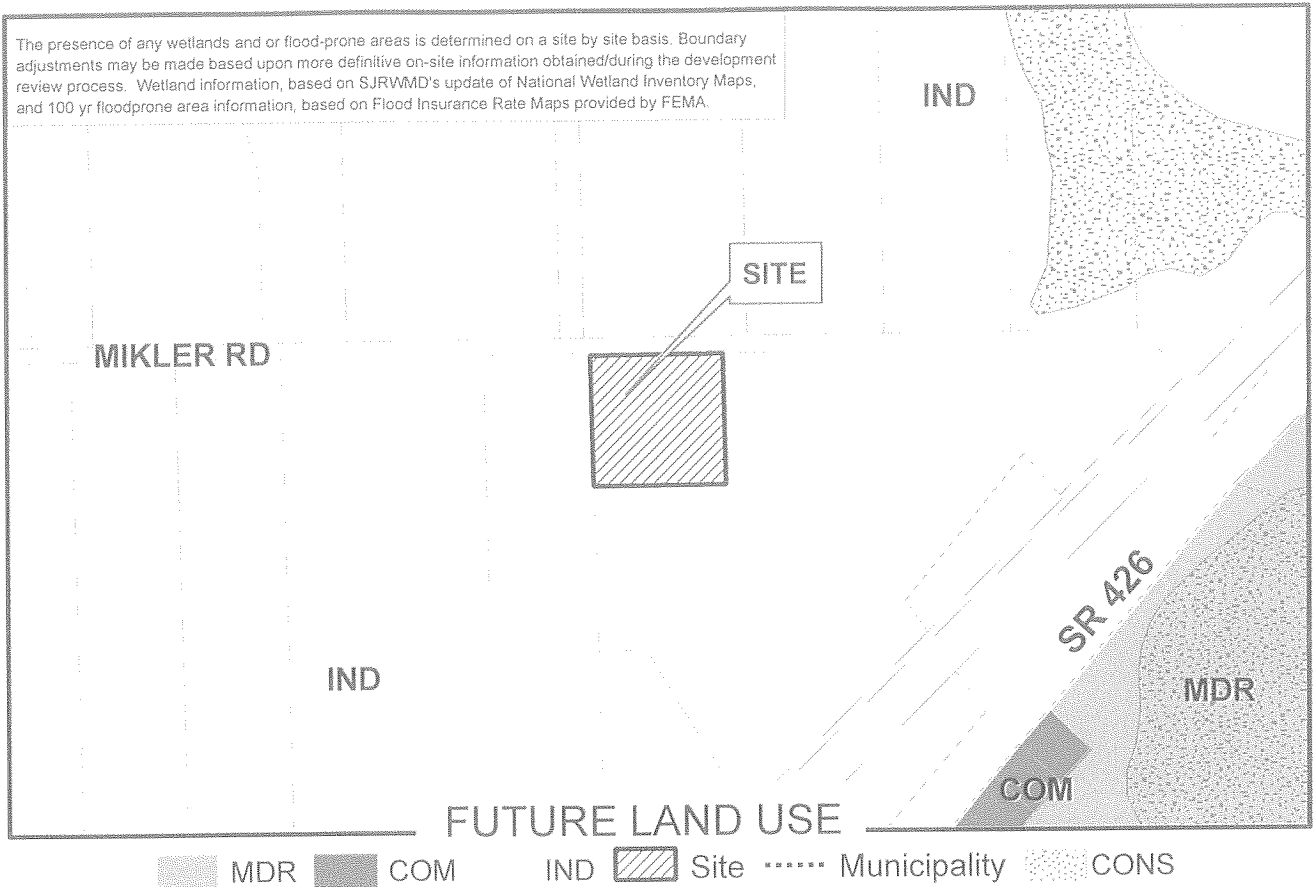 The presence of any wetlands and or flood-prone areas is determined on a site by site basis. Boundary
adjustments may be made based upon more definitive on-site information obtained/during the development
review process. Wetland information, based on SJRWMD's update of National Wetland Inventory Maps,
and 100 yr floodprone area information, based on Flood Insurance Rate Maps provided by FEMA.
IND
SITE
MIKLER RD
SR 426
IND
MDR
COM
FUTURE LAND USE
MDR COM IND Site Municipality CONS